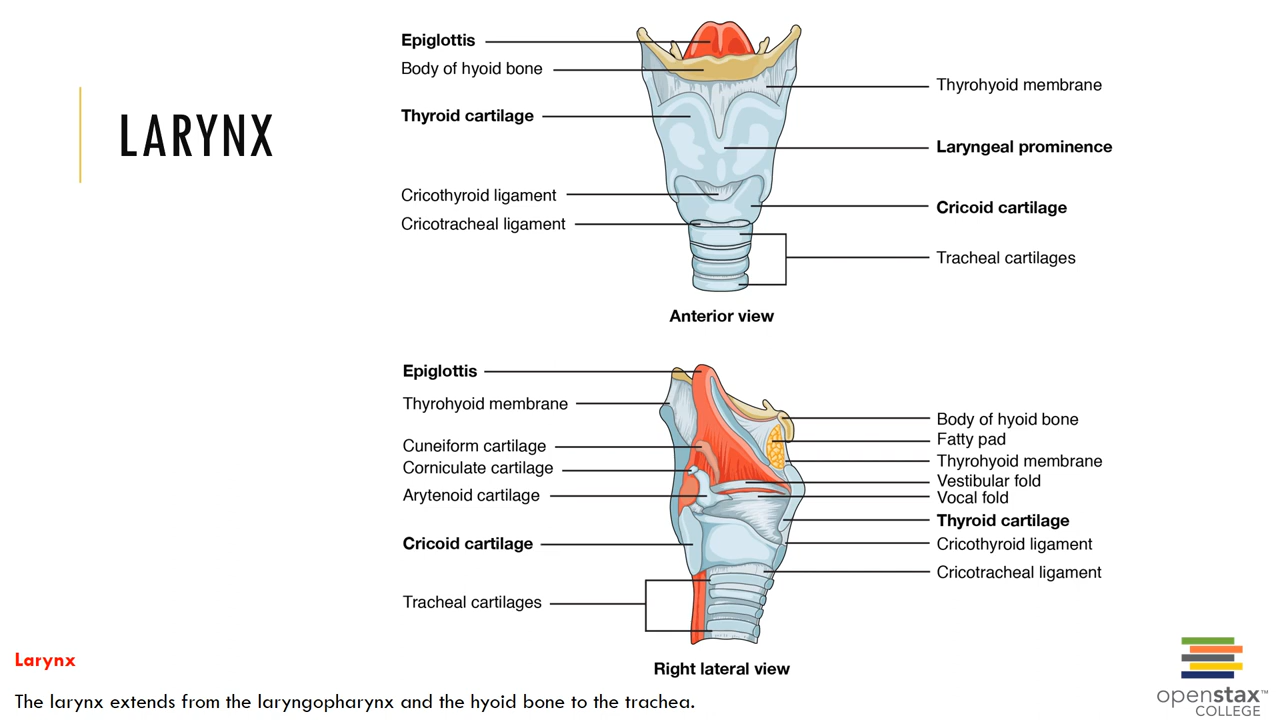 LARYNX
Epiglottis
Body of hyoid bone
Thyroid cartilage
Cricothyroid ligament
Cricotracheal ligament
Thyrohyoid membrane
Laryngeal prominence
Cricoid cartilage
Tracheal cartilages
Anterior view
Epiglottis
Thyrohyoid membrane
Cuneiform cartilage
Corniculate cartilage
Arytenoid cartilage
Cricoid cartilage
Tracheal cartilages
Body of hyoid bone
Fatty pad
Thyrohyoid membrane
Vestibular fold
Vocal fold
Thyroid cartilage
Cricothyroid ligament
Cricotracheal ligament
Right lateral view
Larynx
The larynx extends from the laryngopharynx and the hyoid bone to the trachea.
openstax™
COLLEGE